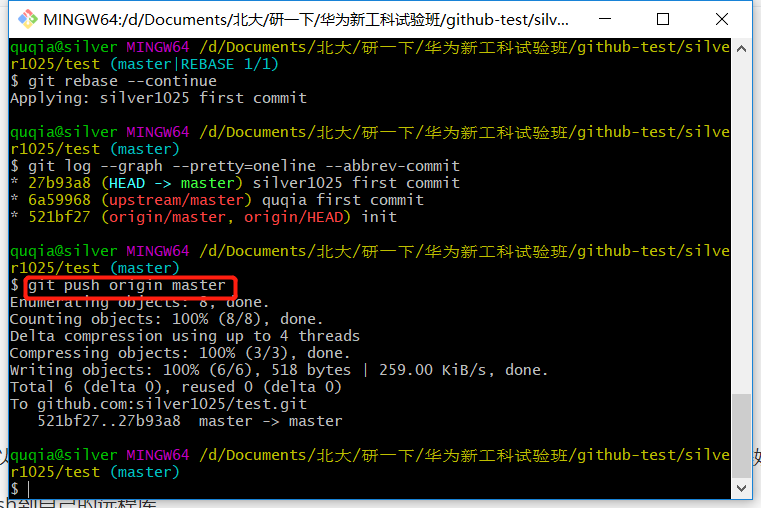 MINGW64:/d/Documents/北大/研一下/华为新工科试验班/github-test/silv...
quqia@silver MINGW64 /d/Documents/北大/研一下/华为新工科试验班/github-test/silve
r1025/test (master|REBASE 1/1)
$ git rebase --continue
Applying: silver1025 first commit
quqia@silver MINGW64 /d/Documents/北大/研一下/华为新工科试验班/github-test/silve
r1025/test (master)
$ git log --graph --pretty=oneline --abbrev-commit
* 27b93a8 (HEAD -> master) silver1025 first commit
* 6a59968 (upstream/master) quqia first commit
* 521bf27 (origin/master, origin/HEAD) init
quqia@silver MINGW64 /d/Documents/北大/研一下/华为新工科试验班/github-test/silve
r1025/test (master)
$ git push origin master
Enumerating objects: 8, done.
Counting objects: 100% (8/8), done.
Delta compression using up to 4 threads
Compressing objects: 100% (3/3), done.
Writing objects: 100% (6/6), 518 bytes | 259.00 KiB/s, done.
Total 6 (delta 0), reused 0 (delta 0)
To github.com:silver1025/test.git
521bf27..27b93a8  master -> master
quqia@silver MINGW64 /d/Documents/北大/研一下/华为新工科试验班/github-test/silve
r1025/test (master)
$